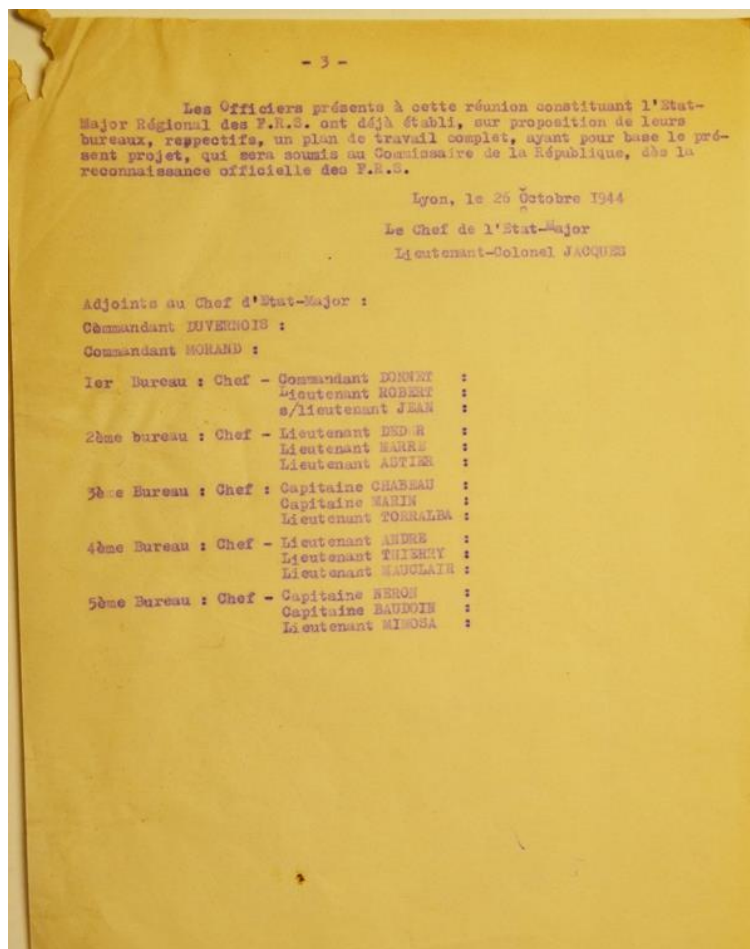 - 3 -
Les Officiers présents à cette réunion constituant l'Etat-
Major Régional des F.R.S. ont déjà établi, sur proposition de leurs
bureaux, respectifs, un plan de travail complet, ayant pour base le pré-
sent projet, qui sera soumis au Commissaire de la République, dès la
reconnaissance officielle des F.R.S.
Lyon, le 26 Octobre I944
Le Chef de l'Etat-Major
Lieutenant-Colonel JACQUES
Adjoints au Chef d'Etat-Major :
Commandant DUVERNOIS :
Commandant MORAND :
Ier Bureau : Chef - Commandant DONNET :
Lieutenant ROBERT :
s/lieutenant JEAN :
2ème bureau : Chef - Lieutenant :
Lieutenant MARRE :
Lieutenant ASTIER :
3ème Bureau : Chef : Capitaine CHABEAU :
Capitaine MARIN :
Lieutenant TORRALBA :
4ème Bureau : Chef - Lieutenant ANDRE :
Lieutenant THIERRY :
Lieutenant MAUCLAIR :
5ème Bureau : Chef - Capitaine NERON :
Capitaine BAUDOIN :
Lieutenant MIMOSA :